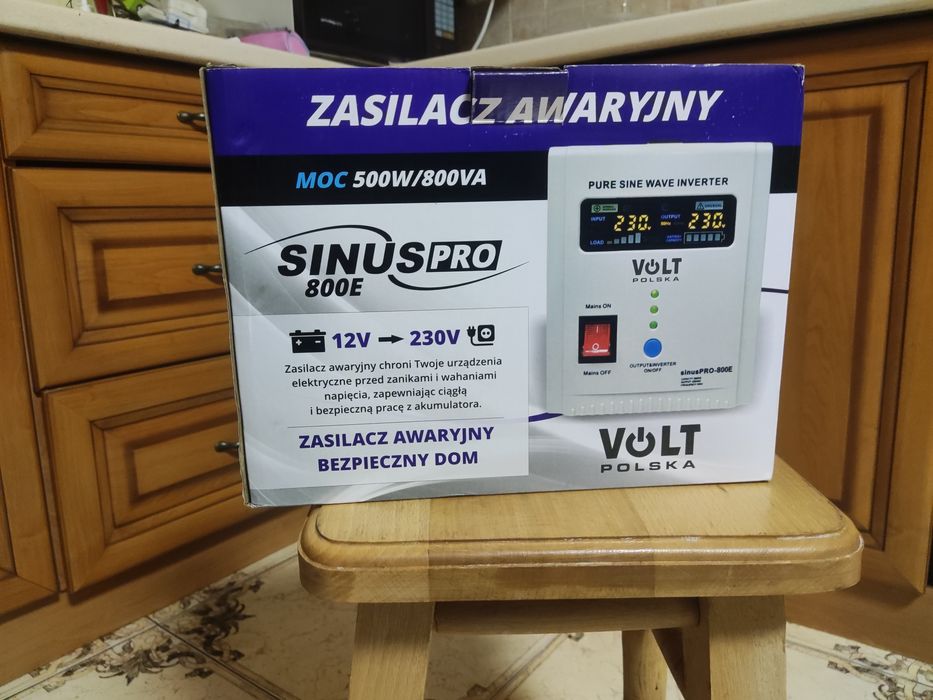 ZASILACZ AWARYJNY
MOC 500W/800VA
SINUS PRO
800E
12V 230V
Zasilacz awaryjny chroni Twoje urządzenia
elektryczne przed zanikami i wahaniami
napięcia, zapewniając ciągłą
i bezpieczną pracę z akumulatora.
ZASILACZ AWARYJNY
BEZPIECZNY DOM
PURE SINE WAVE INVERTER
INPUT 230 OUTPUT 230
LOAD
VOLT
POLSKA
Mains ON
Mains OFF
OUTPUT&INVERTER
ON/OFF
sinusPRO-800E
VOLT
POLSKA